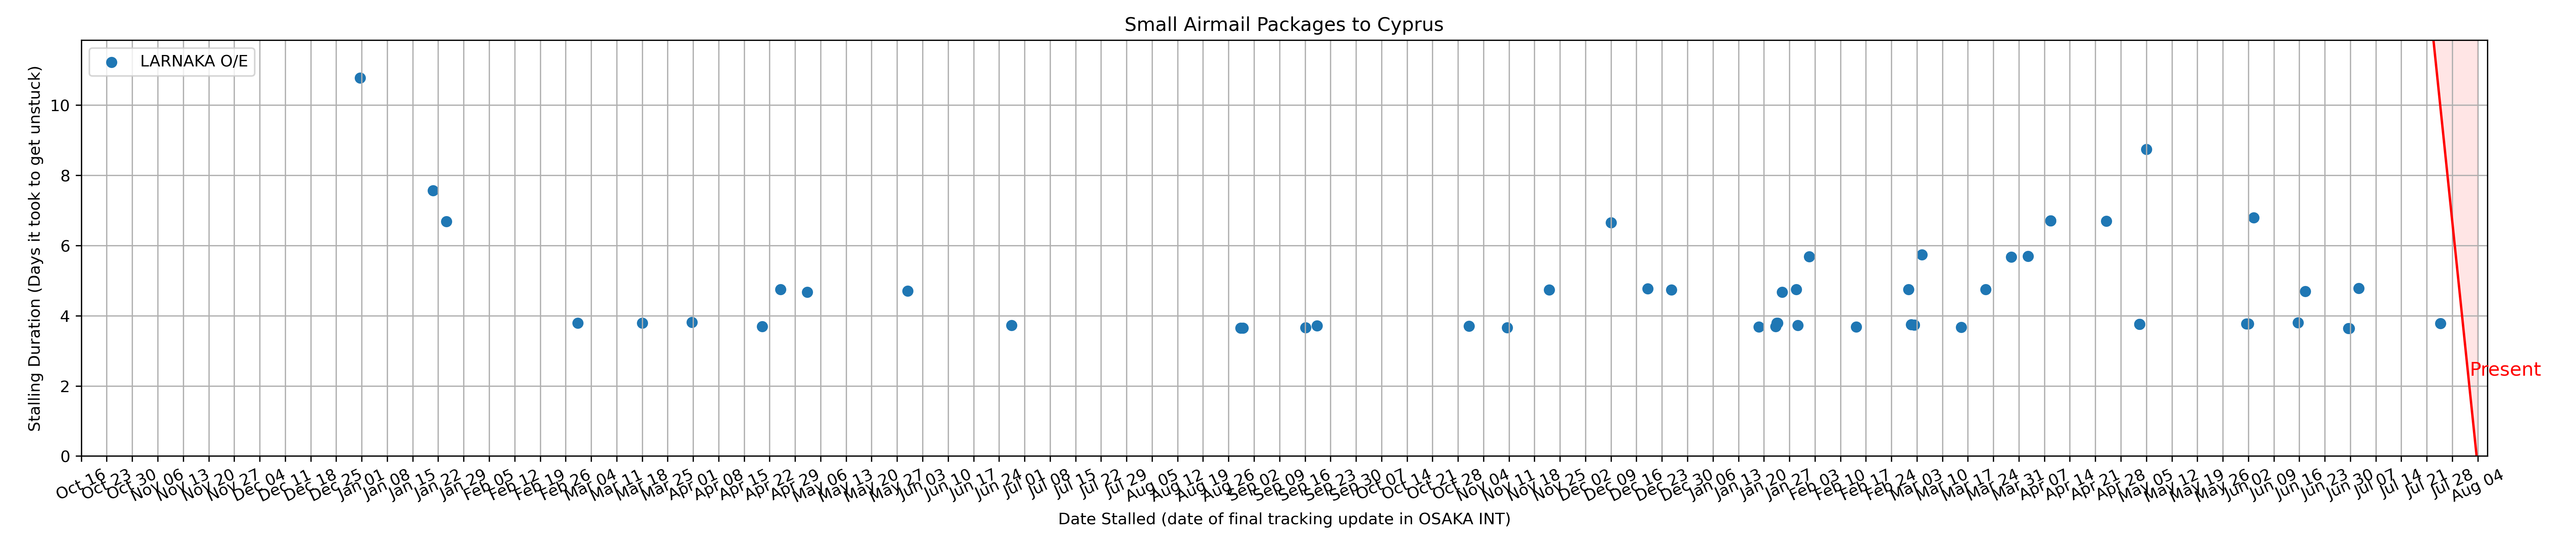 Small Airmail Packages to Cyprus
LARNAKA O/E
Stalling Duration (Days it took to get unstuck)
10
8
6
4
2
0
Present
Oct 16 Oct 23 Oct 30 Nov 06 Nov 13 Nov 20 Nov 27 Dec 04 Dec 11 Dec 18 Dec 25 Jan 01 Jan 08 Jan 15 Jan 22 Jan 29 Feb 05 Feb 12 Feb 19 Feb 26 Mar 04 Mar 11 Mar 18 Mar 25 Apr 01 Apr 08 Apr 15 Apr 22 Apr 29 May 06 May 13 May 20 May 27 Jun 03 Jun 10 Jun 17 Jun 24 Jul 01 Jul 08 Jul 15 Jul 22 Jul 29 Aug 05 Aug 12 Aug 19 Aug 26 Sep 02 Sep 09 Sep 16 Sep 23 Sep 30 Oct 07 Oct 14 Oct 21 Oct 28 Nov 04 Nov 11 Nov 18 Nov 25 Dec 02 Dec 09 Dec 16 Dec 23 Dec 30 Jan 06 Jan 13 Jan 20 Jan 27 Feb 03 Feb 10 Feb 17 Feb 24 Mar 03 Mar 10 Mar 17 Mar 24 Mar 31 Apr 07 Apr 14 Apr 21 Apr 28 May 05 May 12 May 19 May 26 Jun 02 Jun 09 Jun 16 Jun 23 Jun 30 Jul 07 Jul 14 Jul 21 Jul 28 Aug 04
Date Stalled (date of final tracking update in OSAKA INT)